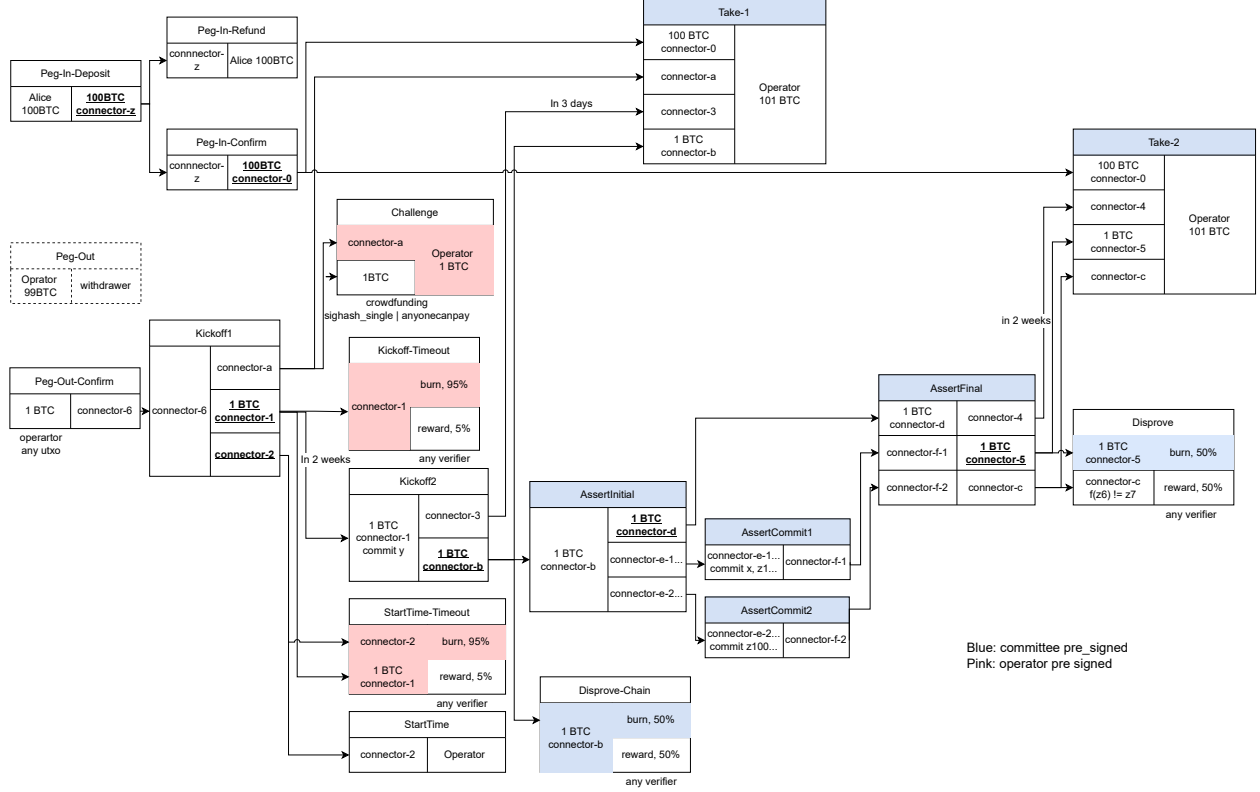 Take-1
100 BTC
connector-0
connector-a
connector-3
1 BTC
connector-b
Operator
101 BTC
Peg-In-Refund
connnector-
z
Alice 100BTC
Peg-In-Deposit
Alice
100BTC
100BTC
connector-z
In 3 days
Peg-In-Confirm
connnector-
z
100BTC
connector-0
Take-2
100 BTC
connector-0
connector-4
1 BTC
connector-5
connector-c
Operator
101 BTC
Challenge
connector-a
1BTC
Operator
1 BTC
crowdfunding
sighash_single | anyonecanpay
Peg-Out
Oprator
99BTC
withdrawer
Kickoff1
connector-6
connector-a
1 BTC
connector-1
connector-2
Peg-Out-Confirm
1 BTC
connector-6
operartor
any utxo
Kickoff-Timeout
connector-1
burn, 95%
reward, 5%
any verifier
In 2 weeks
in 2 weeks
Kickoff2
1 BTC
connector-1
commit y
connector-3
1 BTC
connector-b
AssertInitial
1 BTC
connector-b
1 BTC
connector-d
connector-e-1...
connector-e-2...
AssertCommit1
connector-e-1...
commit x, z1...
connector-f-1
AssertCommit2
connector-e-2...
commit z100...
connector-f-2
AssertFinal
1 BTC
connector-d
connector-4
connector-f-1
1 BTC
connector-5
connector-f-2
connector-c
Disprove
1 BTC
connector-5
burn, 50%
connector-c
f(z6) != z7
reward, 50%
any verifier
StartTime-Timeout
connector-2
burn, 95%
1 BTC
connector-1
reward, 5%
any verifier
StartTime
connector-2
Operator
Disprove-Chain
1 BTC
connector-b
burn, 50%
reward, 50%
any verifier
Blue: committee pre_signed
Pink: operator pre signed